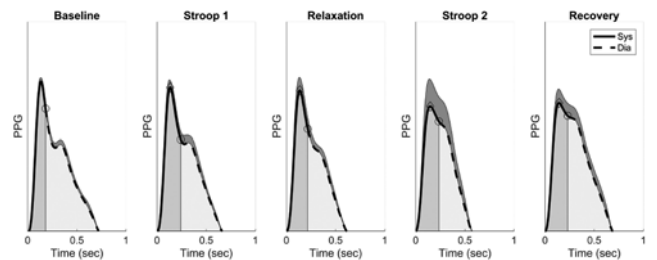 Baseline
Stroop 1
Relaxation
Stroop 2
Recovery
Sys
Dia
PPG
PPG
PPG
PPG
PPG
0 0.5 1
0 0.5 1
0 0.5 1
0 0.5 1
0 0.5 1
Time (sec)
Time (sec)
Time (sec)
Time (sec)
Time (sec)